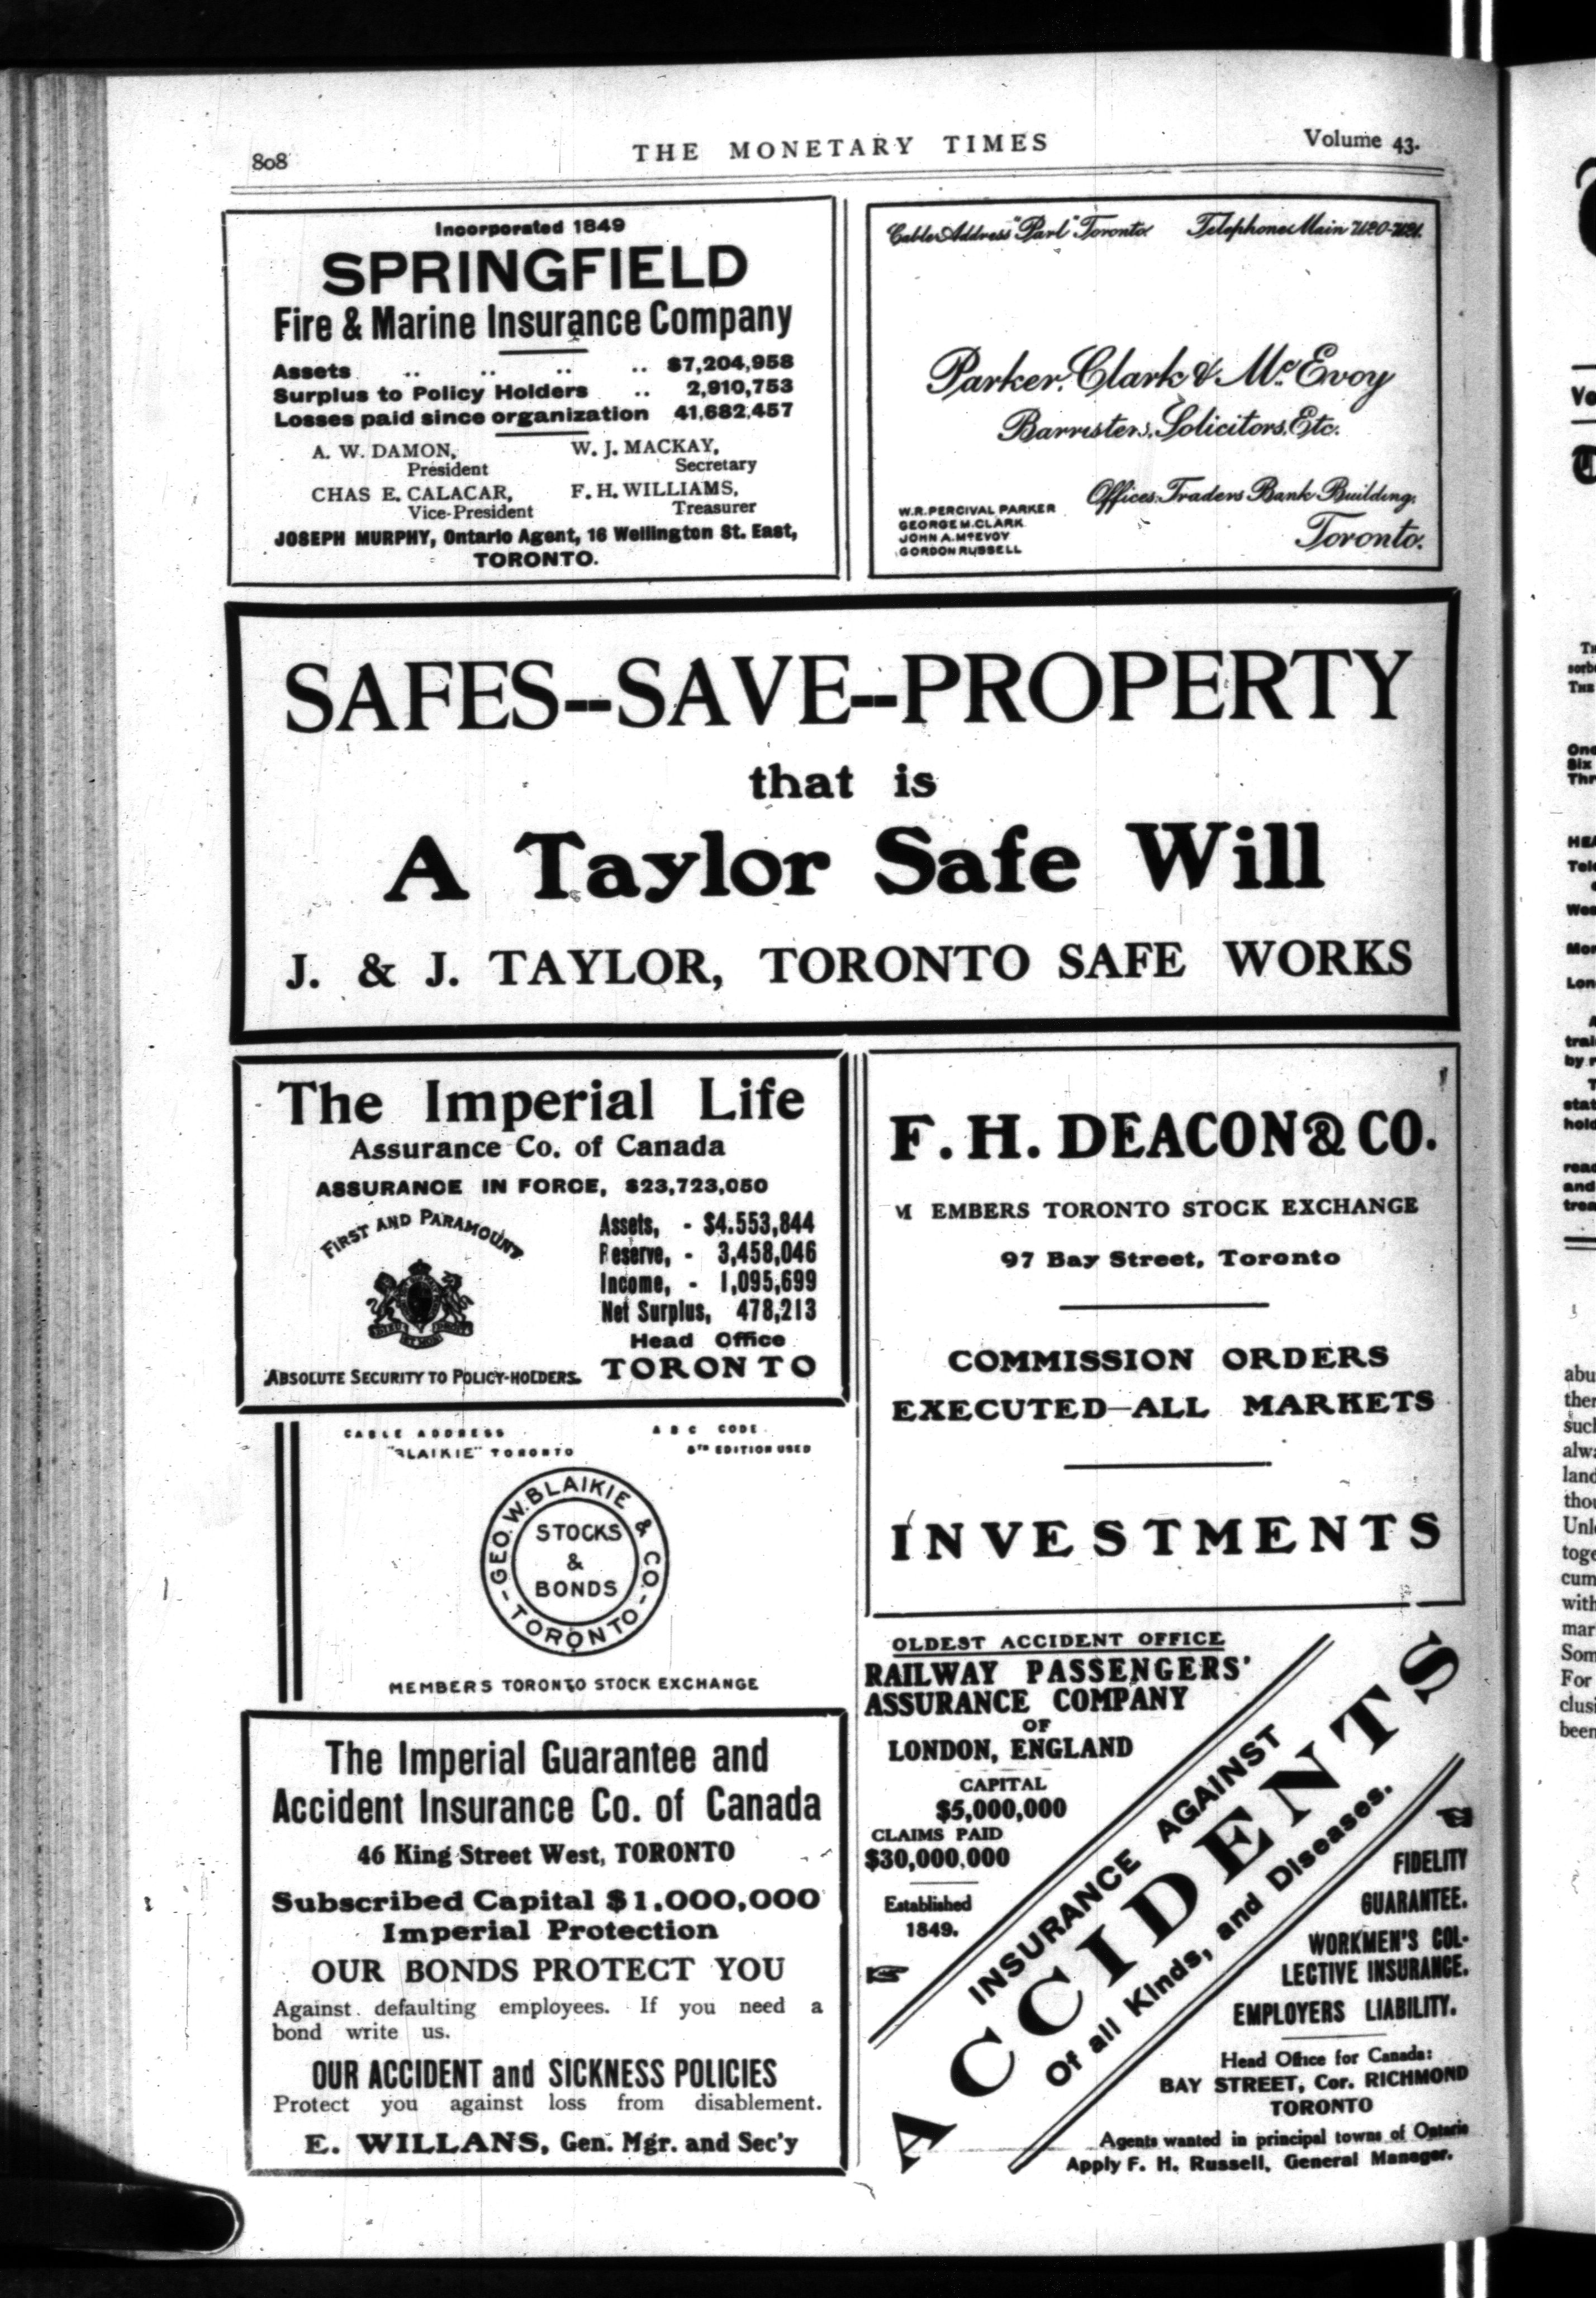 808
THE MONETARY TIMES
Volume 43.
Incorporated 1849
SPRINGFIELD
Fire & Marine Insurance Company
Assets .. .. .. .. $7,204,958
Surplus to Policy Holders .. 2,910,753
Losses paid since organization 41,682,457
A. W. DAMON, W. J. MACKAY,
President Secretary
CHAS E. CALACAR, F. H. WILLIAMS,
Vice-President Treasurer
JOSEPH MURPHY, Ontario Agent, 16 Wellington St. East,
TORONTO.
Cable Address "Parl" Toronto. Telephone Main
Parker, Clark & McEvoy
Barristers, Solicitors, Etc.
Offices: Traders Bank Building,
Toronto.
W. R. PERCIVAL PARKER
GEORGE M. CLARK
JOHN A. McEVOY
GORDON RUSSELL
SAFES--SAVE--PROPERTY
that is
A Taylor Safe Will
J. & J. TAYLOR, TORONTO SAFE WORKS
The Imperial Life
Assurance Co. of Canada
ASSURANCE IN FORCE, $23,723,050
FIRST AND PARAMOUNT
Assets, - $4.553,844
Reserve, - 3,458,046
Income, - 1,095,699
Net Surplus, 478,213
Head Office
TORONTO
ABSOLUTE SECURITY TO POLICY-HOLDERS.
F. H. DEACON & CO.
MEMBERS TORONTO STOCK EXCHANGE
97 Bay Street, Toronto
COMMISSION ORDERS
EXECUTED—ALL MARKETS
INVESTMENTS
CABLE ADDRESS A B C CODE
"BLAIKIE" TORONTO 5TH EDITION USED
GEO. W. BLAIKIE & CO.
STOCKS
&
BONDS
-TORONTO-
MEMBERS TORONTO STOCK EXCHANGE
The Imperial Guarantee and
Accident Insurance Co. of Canada
46 King Street West, TORONTO
Subscribed Capital $1.000,000
Imperial Protection
OUR BONDS PROTECT YOU
Against defaulting employees. If you need a
bond write us.
OUR ACCIDENT and SICKNESS POLICIES
Protect you against loss from disablement.
E. WILLANS, Gen. Mgr. and Sec'y
OLDEST ACCIDENT OFFICE
RAILWAY PASSENGERS'
ASSURANCE COMPANY
OF
LONDON, ENGLAND
CAPITAL
$5,000,000
CLAIMS PAID
$30,000,000
Established
1849.
INSURANCE AGAINST
ACCIDENTS
Of all Kinds, and Diseases.
FIDELITY
GUARANTEE.
WORKMEN'S COL-
LECTIVE INSURANCE.
EMPLOYERS LIABILITY.
Head Office for Canada:
BAY STREET, Cor. RICHMOND
TORONTO
Agents wanted in principal towns of Ontario
Apply F. H. Russell, General Manager.